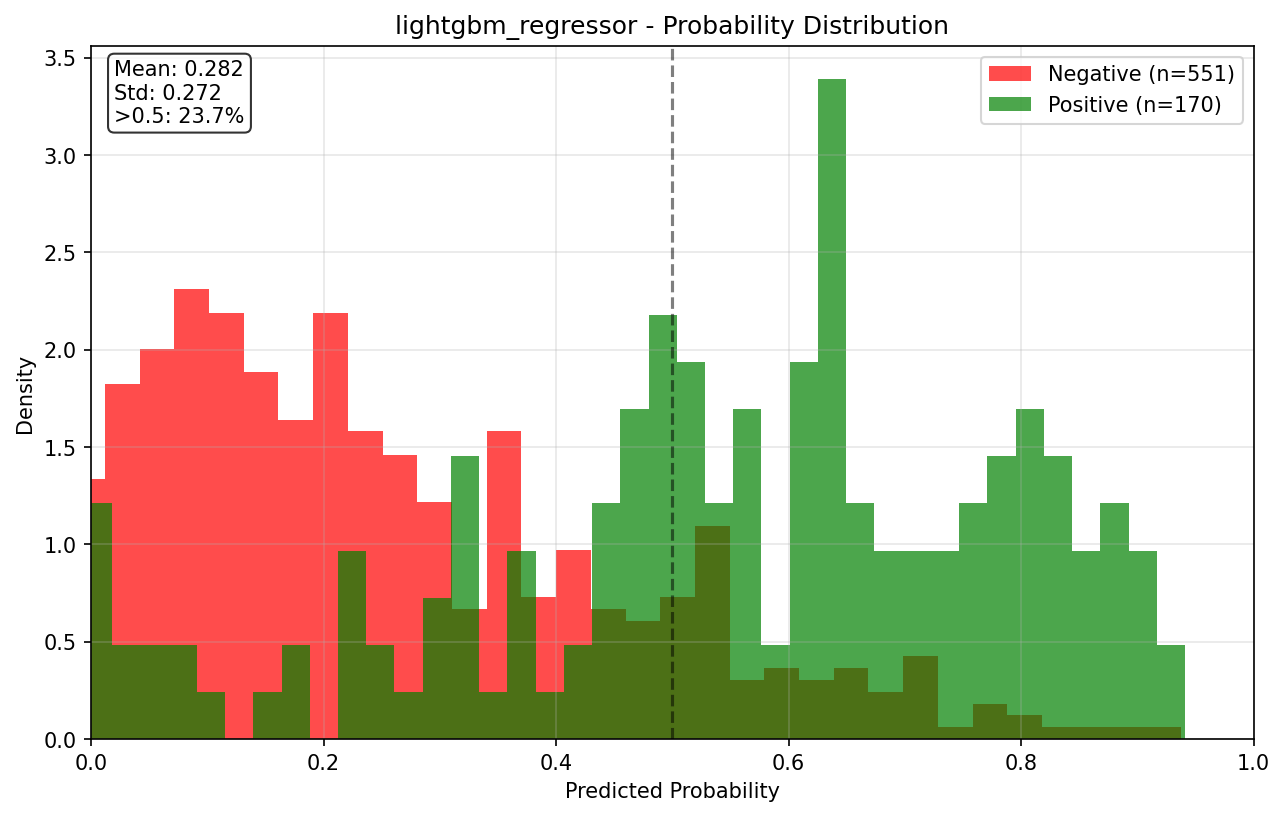 lightgbm_regressor - Probability Distribution
Mean: 0.282
Std: 0.272
>0.5: 23.7%
Negative (n=551)
Positive (n=170)
3.5
3.0
2.5
2.0
1.5
1.0
0.5
0.0
Density
0.0 0.2 0.4 0.6 0.8 1.0
Predicted Probability